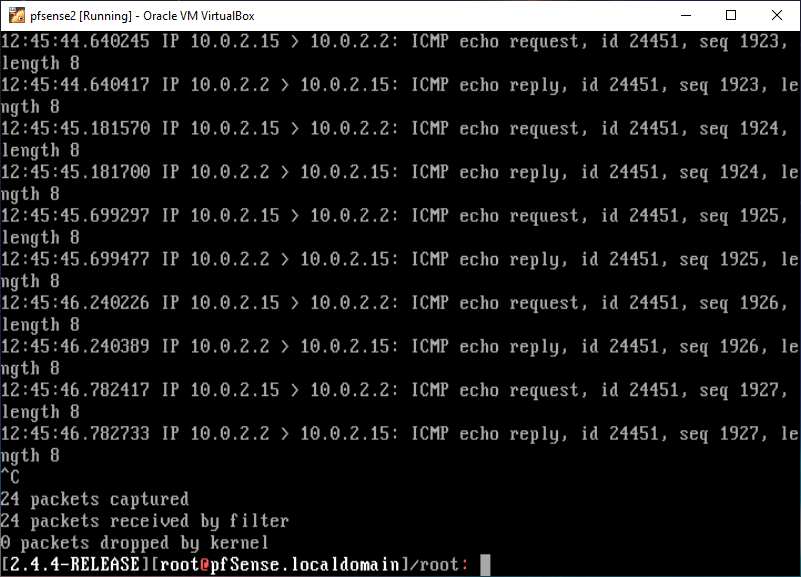 pfsense2 [Running] - Oracle VM VirtualBox
12:45:44.640245 IP 10.0.2.15 > 10.0.2.2: ICMP echo request, id 24451, seq 1923,
length 8
12:45:44.640417 IP 10.0.2.2 > 10.0.2.15: ICMP echo reply, id 24451, seq 1923, le
ngth 8
12:45:45.181570 IP 10.0.2.15 > 10.0.2.2: ICMP echo request, id 24451, seq 1924,
length 8
12:45:45.181700 IP 10.0.2.2 > 10.0.2.15: ICMP echo reply, id 24451, seq 1924, le
ngth 8
12:45:45.699297 IP 10.0.2.15 > 10.0.2.2: ICMP echo request, id 24451, seq 1925,
length 8
12:45:45.699477 IP 10.0.2.2 > 10.0.2.15: ICMP echo reply, id 24451, seq 1925, le
ngth 8
12:45:46.240226 IP 10.0.2.15 > 10.0.2.2: ICMP echo request, id 24451, seq 1926,
length 8
12:45:46.240389 IP 10.0.2.2 > 10.0.2.15: ICMP echo reply, id 24451, seq 1926, le
ngth 8
12:45:46.782417 IP 10.0.2.15 > 10.0.2.2: ICMP echo request, id 24451, seq 1927,
length 8
12:45:46.782733 IP 10.0.2.2 > 10.0.2.15: ICMP echo reply, id 24451, seq 1927, le
ngth 8
^C
24 packets captured
24 packets received by filter
0 packets dropped by kernel
[2.4.4-RELEASE][root@pfSense.localdomain]/root: